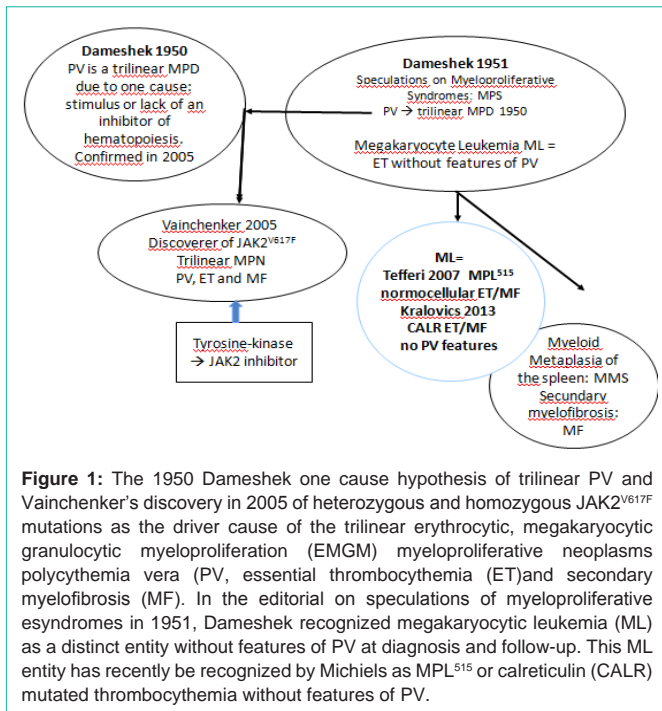 Dameshek 1950
PV is a trilinear MPD
due to one cause:
stimulus or lack of an
inhibitor of
hematopoiesis.
Confirmed in 2005
Dameshek 1951
Speculations on Myeloproliferative
Syndromes: MPS
PV → trilinear MPD 1950
Megakaryocyte Leukemia ML =
ET without features of PV
Vainchenker 2005
Discoverer of JAK2V617F
Trilinear MPN
PV, ET and MF
Tyrosine-kinase
→ JAK2 inhibitor
ML=
Tefferi 2007 MPL515
normocellular ET/MF
Kralovics 2013
CALR ET/MF
no PV features
Myeloid
Metaplasia of
the spleen: MMS
Secundary
myelofibrosis:
MF
Figure 1: The 1950 Dameshek one cause hypothesis of trilinear PV and
Vainchenker's discovery in 2005 of heterozygous and homozygous JAK2V617F
mutations as the driver cause of the trilinear erythrocytic, megakaryocytic
granulocytic myeloproliferation (EMGM) myeloproliferative neoplasms
polycythemia vera (PV, essential thrombocythemia (ET)and secondary
myelofibrosis (MF). In the editorial on speculations of myeloproliferative
esyndromes in 1951, Dameshek recognized megakaryocytic leukemia (ML)
as a distinct entity without features of PV at diagnosis and follow-up. This ML
entity has recently be recognized by Michiels as MPL515 or calreticulin (CALR)
mutated thrombocythemia without features of PV.